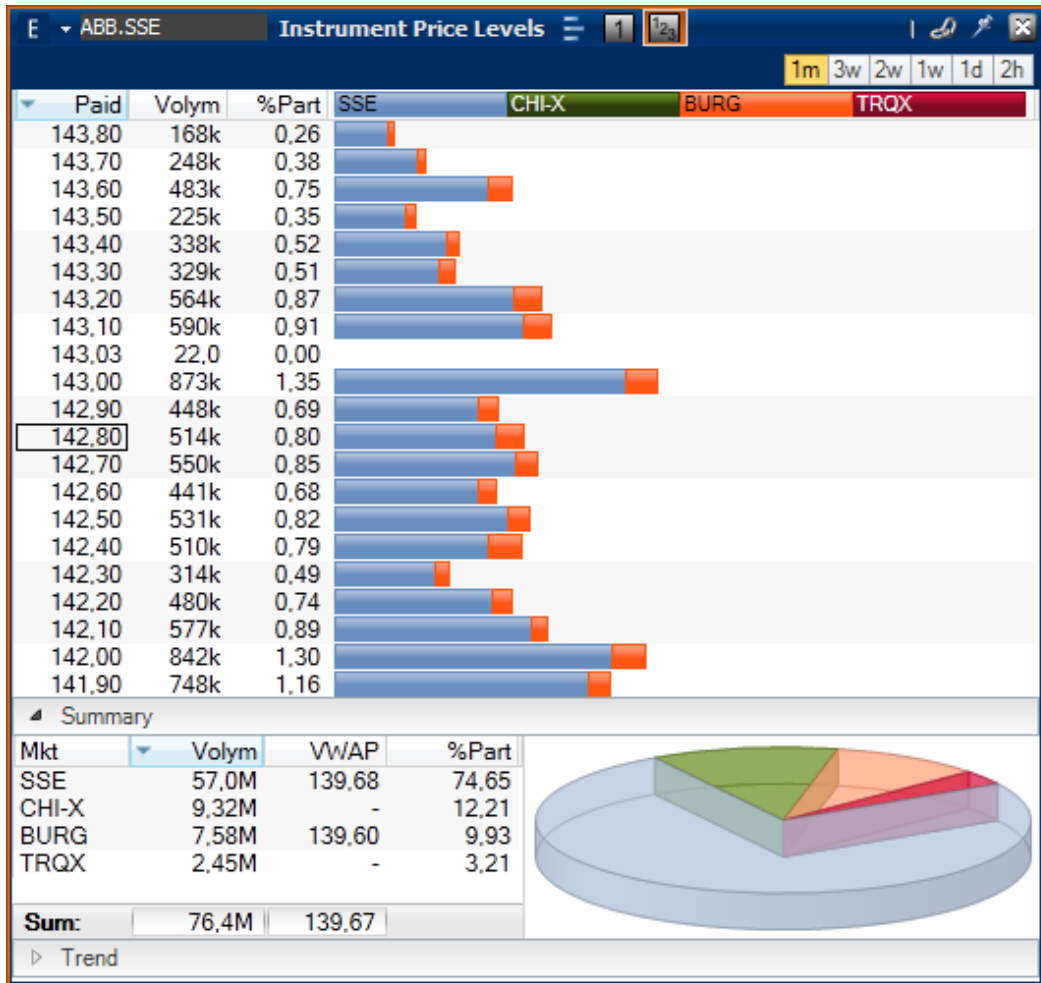 E ABB.SSE Instrument Price Levels 1 123
1m 3w 2w 1w 1d 2h
Paid Volym %Part SSE CHI-X BURG TRQX
143,80 168k 0,26
143,70 248k 0,38
143,60 483k 0,75
143,50 225k 0,35
143,40 338k 0,52
143,30 329k 0,51
143,20 564k 0,87
143,10 590k 0,91
143,03 22,0 0,00
143,00 873k 1,35
142,90 448k 0,69
142,80 514k 0,80
142,70 550k 0,85
142,60 441k 0,68
142,50 531k 0,82
142,40 510k 0,79
142,30 314k 0,49
142,20 480k 0,74
142,10 577k 0,89
142,00 842k 1,30
141,90 748k 1,16
Summary
Mkt Volym VWAP %Part
SSE 57,0M 139,68 74,65
CHI-X 9,32M - 12,21
BURG 7,58M 139,60 9,93
TRQX 2,45M - 3,21
Sum: 76,4M 139,67
Trend